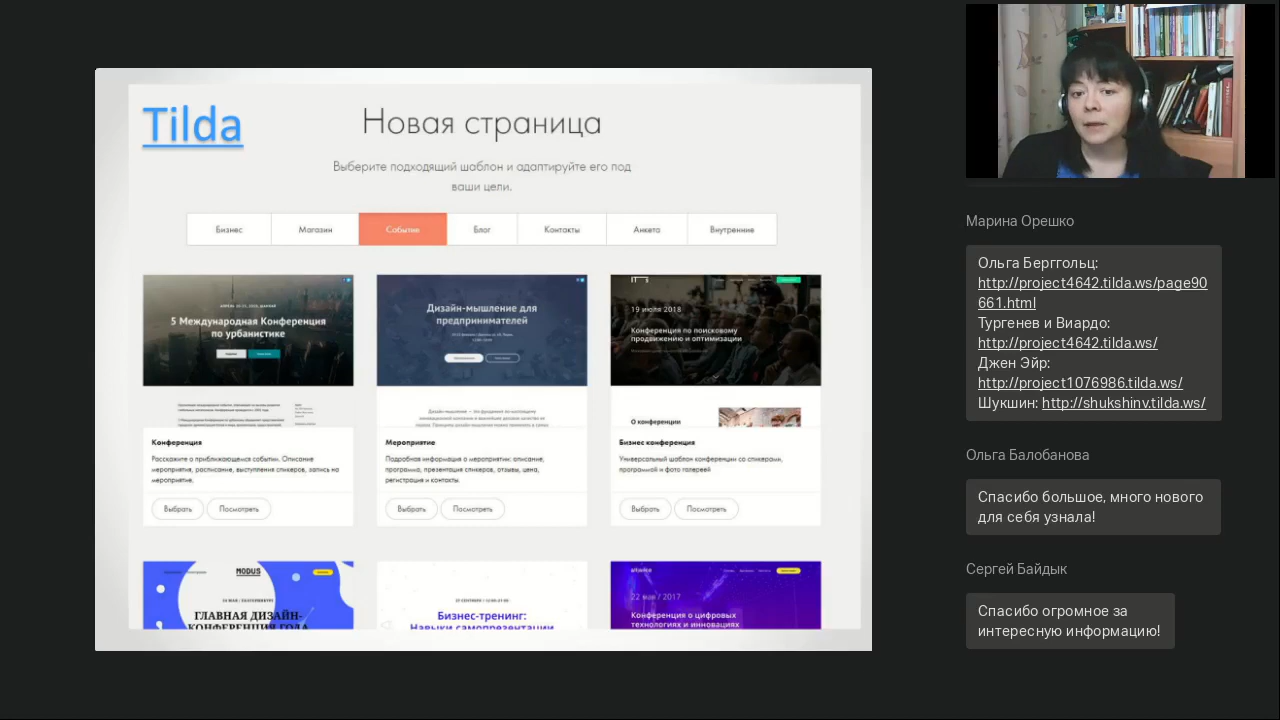 Tilda
Новая страница
Выберите подходящий шаблон и адаптируйте его под
ваши цели.
Бизнес
Магазин
Событие
Блог
Контакты
Анкета
Внутренние
5 Международная Конференция
по урбанистике
Конференция
Расскажите о приближающемся событии. Описание
мероприятия, расписание, выступления спикеров, запись на
мероприятие.
Выбрать
Посмотреть
Дизайн-мышление для
предпринимателей
Мероприятие
Подробная информация о мероприятии: описание,
программа, презентация спикеров, отзывы, цена,
регистрация и контакты.
Выбрать
Посмотреть
19 июля 2018
Конференция по поисковому
продвижению и оптимизации
О конференции
Бизнес конференция
Универсальный шаблон конференции со спикерами,
программой и фото галереей
Выбрать
Посмотреть
MODUS
ГЛАВНАЯ ДИЗАЙН-
КОНФЕРЕНЦИЯ ГОДА
Бизнес-тренинг:
Навыки самопрезентации
22 мая / 2017
Конференция о цифровых
технологиях и инновациях
Марина Орешко
Ольга Берггольц:
http://project4642.tilda.ws/page90
661.html
Тургенев и Виардо:
http://project4642.tilda.ws/
Джен Эйр:
http://project1076986.tilda.ws/
Шукшин: http://shukshinv.tilda.ws/
Ольга Балобанова
Спасибо большое, много нового
для себя узнала!
Сергей Байдык
Спасибо огромное за
интересную информацию!